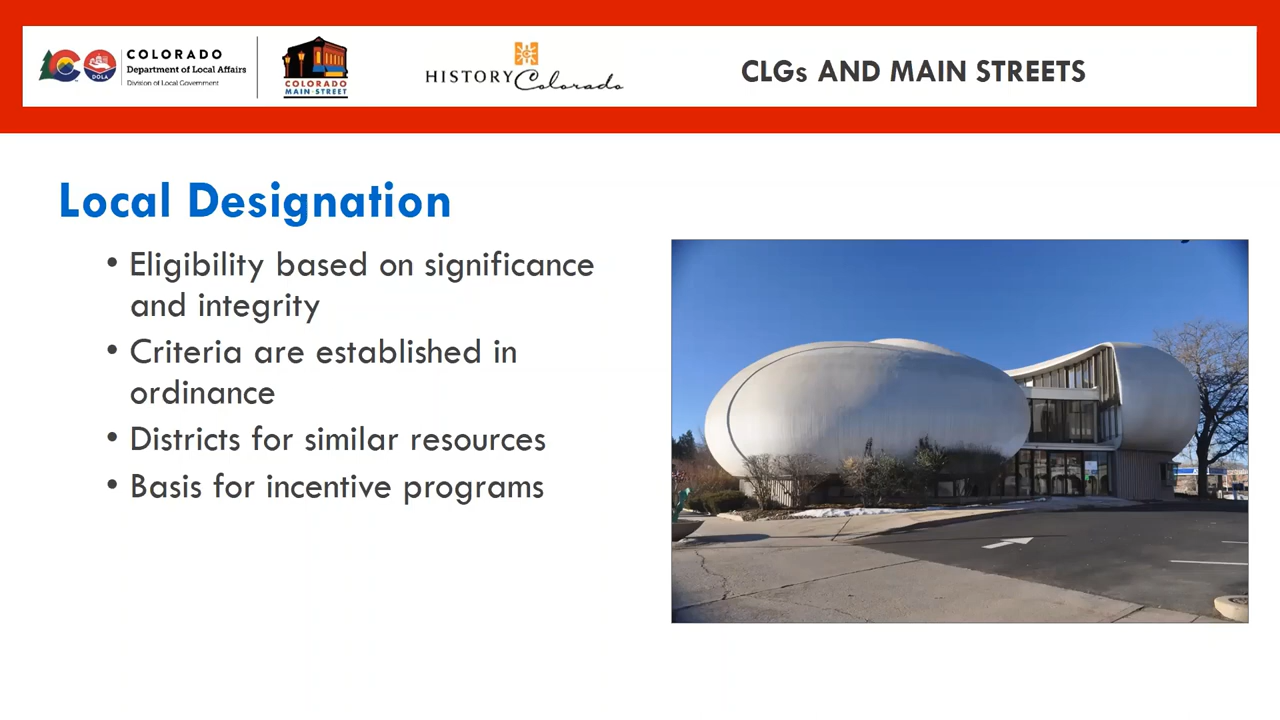 COLORADO
Department of Local Affairs
Division of Local Government
DOLA
COLORADO
MAIN STREET
HISTORY Colorado
CLGs AND MAIN STREETS
Local Designation
• Eligibility based on significance
and integrity
• Criteria are established in
ordinance
• Districts for similar resources
• Basis for incentive programs